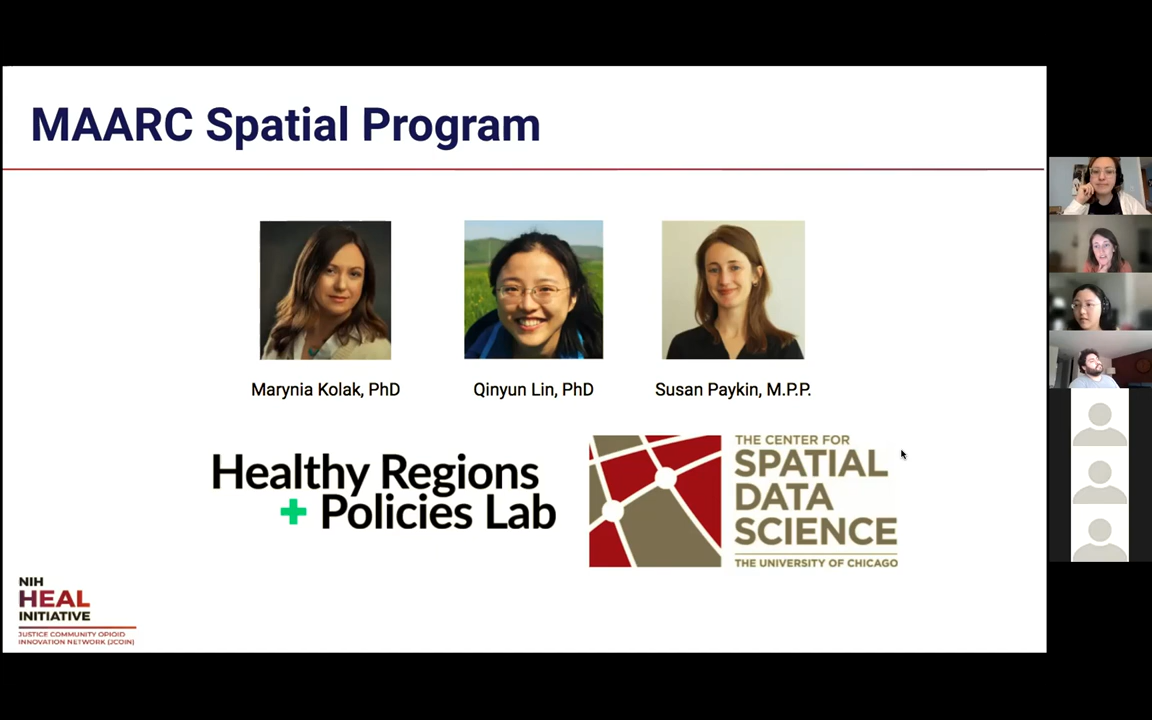 MAARC Spatial Program
Marynia Kolak, PhD
Qinyun Lin, PhD
Susan Paykin, M.P.P.
Healthy Regions
+ Policies Lab
THE CENTER FOR
SPATIAL
DATA
SCIENCE
THE UNIVERSITY OF CHICAGO
NIH
HEAL
INITIATIVE
JUSTICE COMMUNITY OPIOID
INNOVATION NETWORK (JCOIN)